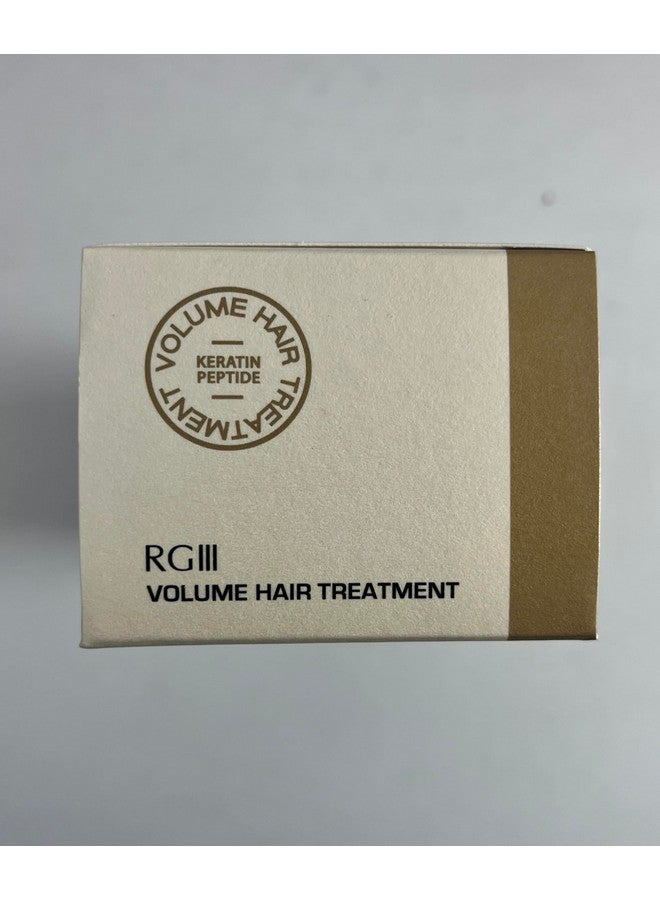 VOLUME HAIR TREATMENT
KERATIN
PEPTIDE
RGIII
VOLUME HAIR TREATMENT